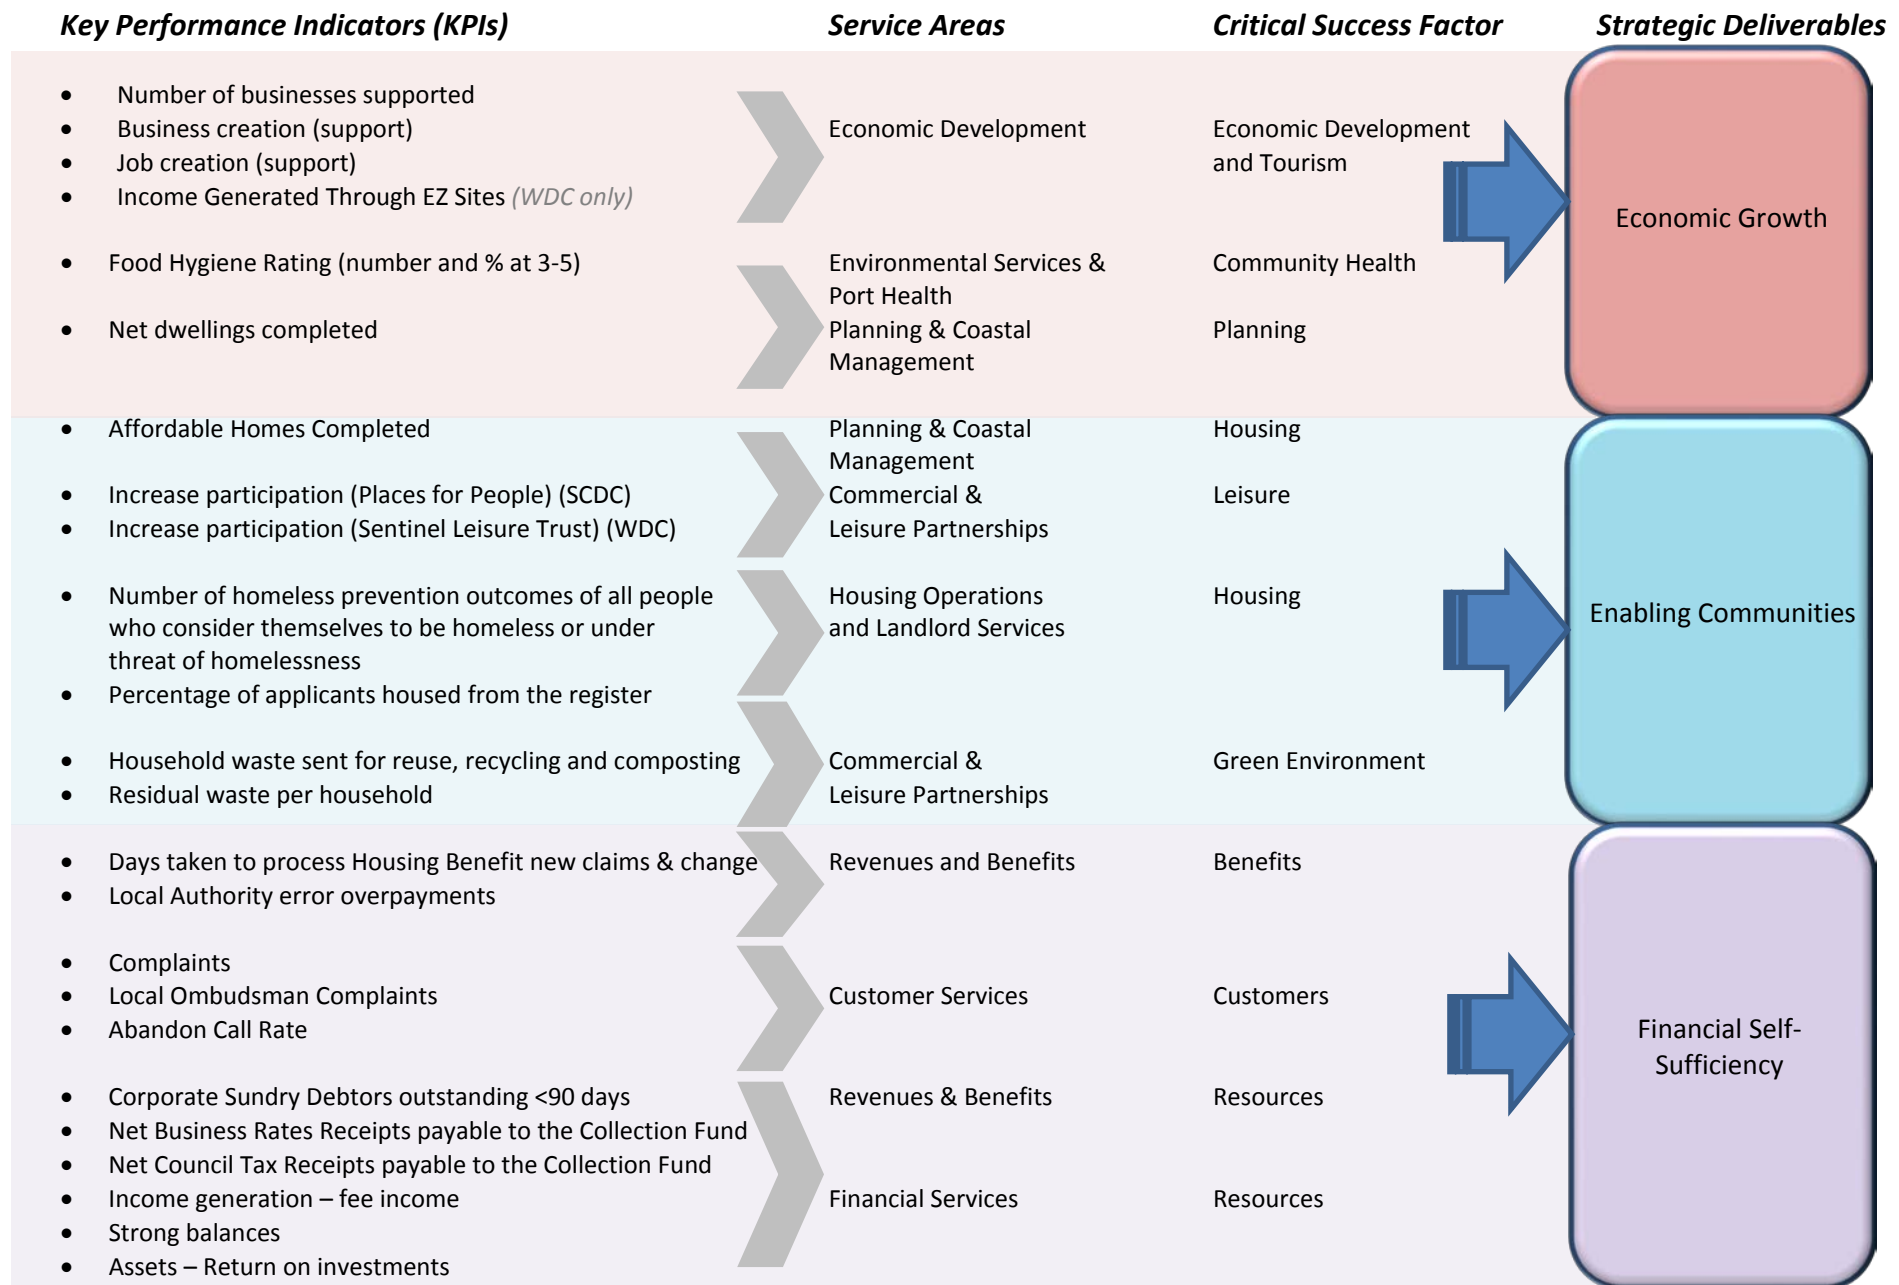 Key Performance Indicators (KPIs) Service Areas Critical Success Factor Strategic Deliverables
• Number of businesses supported
• Business creation (support) Economic Development Economic Development
• Job creation (support) and Tourism
• Income Generated Through EZ Sites (WDC only)
Economic Growth
• Food Hygiene Rating (number and % at 3-5) Environmental Services & Community Health
Port Health
• Net dwellings completed Planning & Coastal Planning
Management
• Affordable Homes Completed Planning & Coastal Housing
Management
• Increase participation (Places for People) (SCDC) Commercial & Leisure
• Increase participation (Sentinel Leisure Trust) (WDC) Leisure Partnerships
• Number of homeless prevention outcomes of all people Housing Operations Housing
who consider themselves to be homeless or under and Landlord Services
threat of homelessness
Enabling Communities
• Percentage of applicants housed from the register
• Household waste sent for reuse, recycling and composting Commercial & Green Environment
• Residual waste per household Leisure Partnerships
• Days taken to process Housing Benefit new claims & change Revenues and Benefits Benefits
• Local Authority error overpayments
• Complaints
• Local Ombudsman Complaints Customer Services Customers
• Abandon Call Rate
Financial Self-
Sufficiency
• Corporate Sundry Debtors outstanding <90 days Revenues & Benefits Resources
• Net Business Rates Receipts payable to the Collection Fund
• Net Council Tax Receipts payable to the Collection Fund
• Income generation – fee income Financial Services Resources
• Strong balances
• Assets – Return on investments